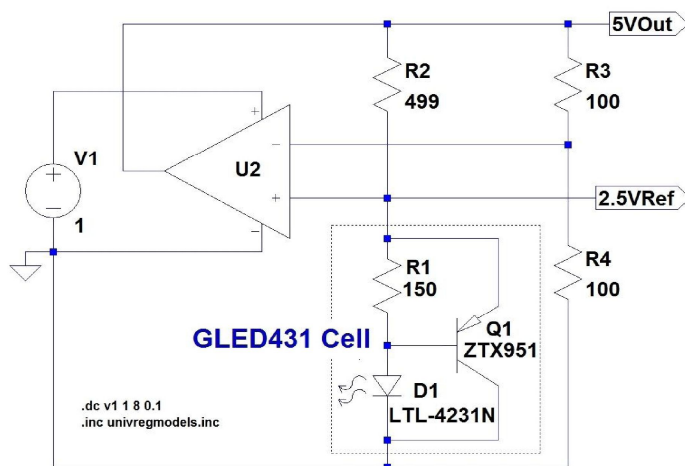 5VOut
R2
499
R3
100
V1
1
U2
2.5VRef
R1
150
R4
100
GLED431 Cell
Q1
ZTX951
D1
LTL-4231N
.dc v1 1 8 0.1
.inc univregmodels.inc